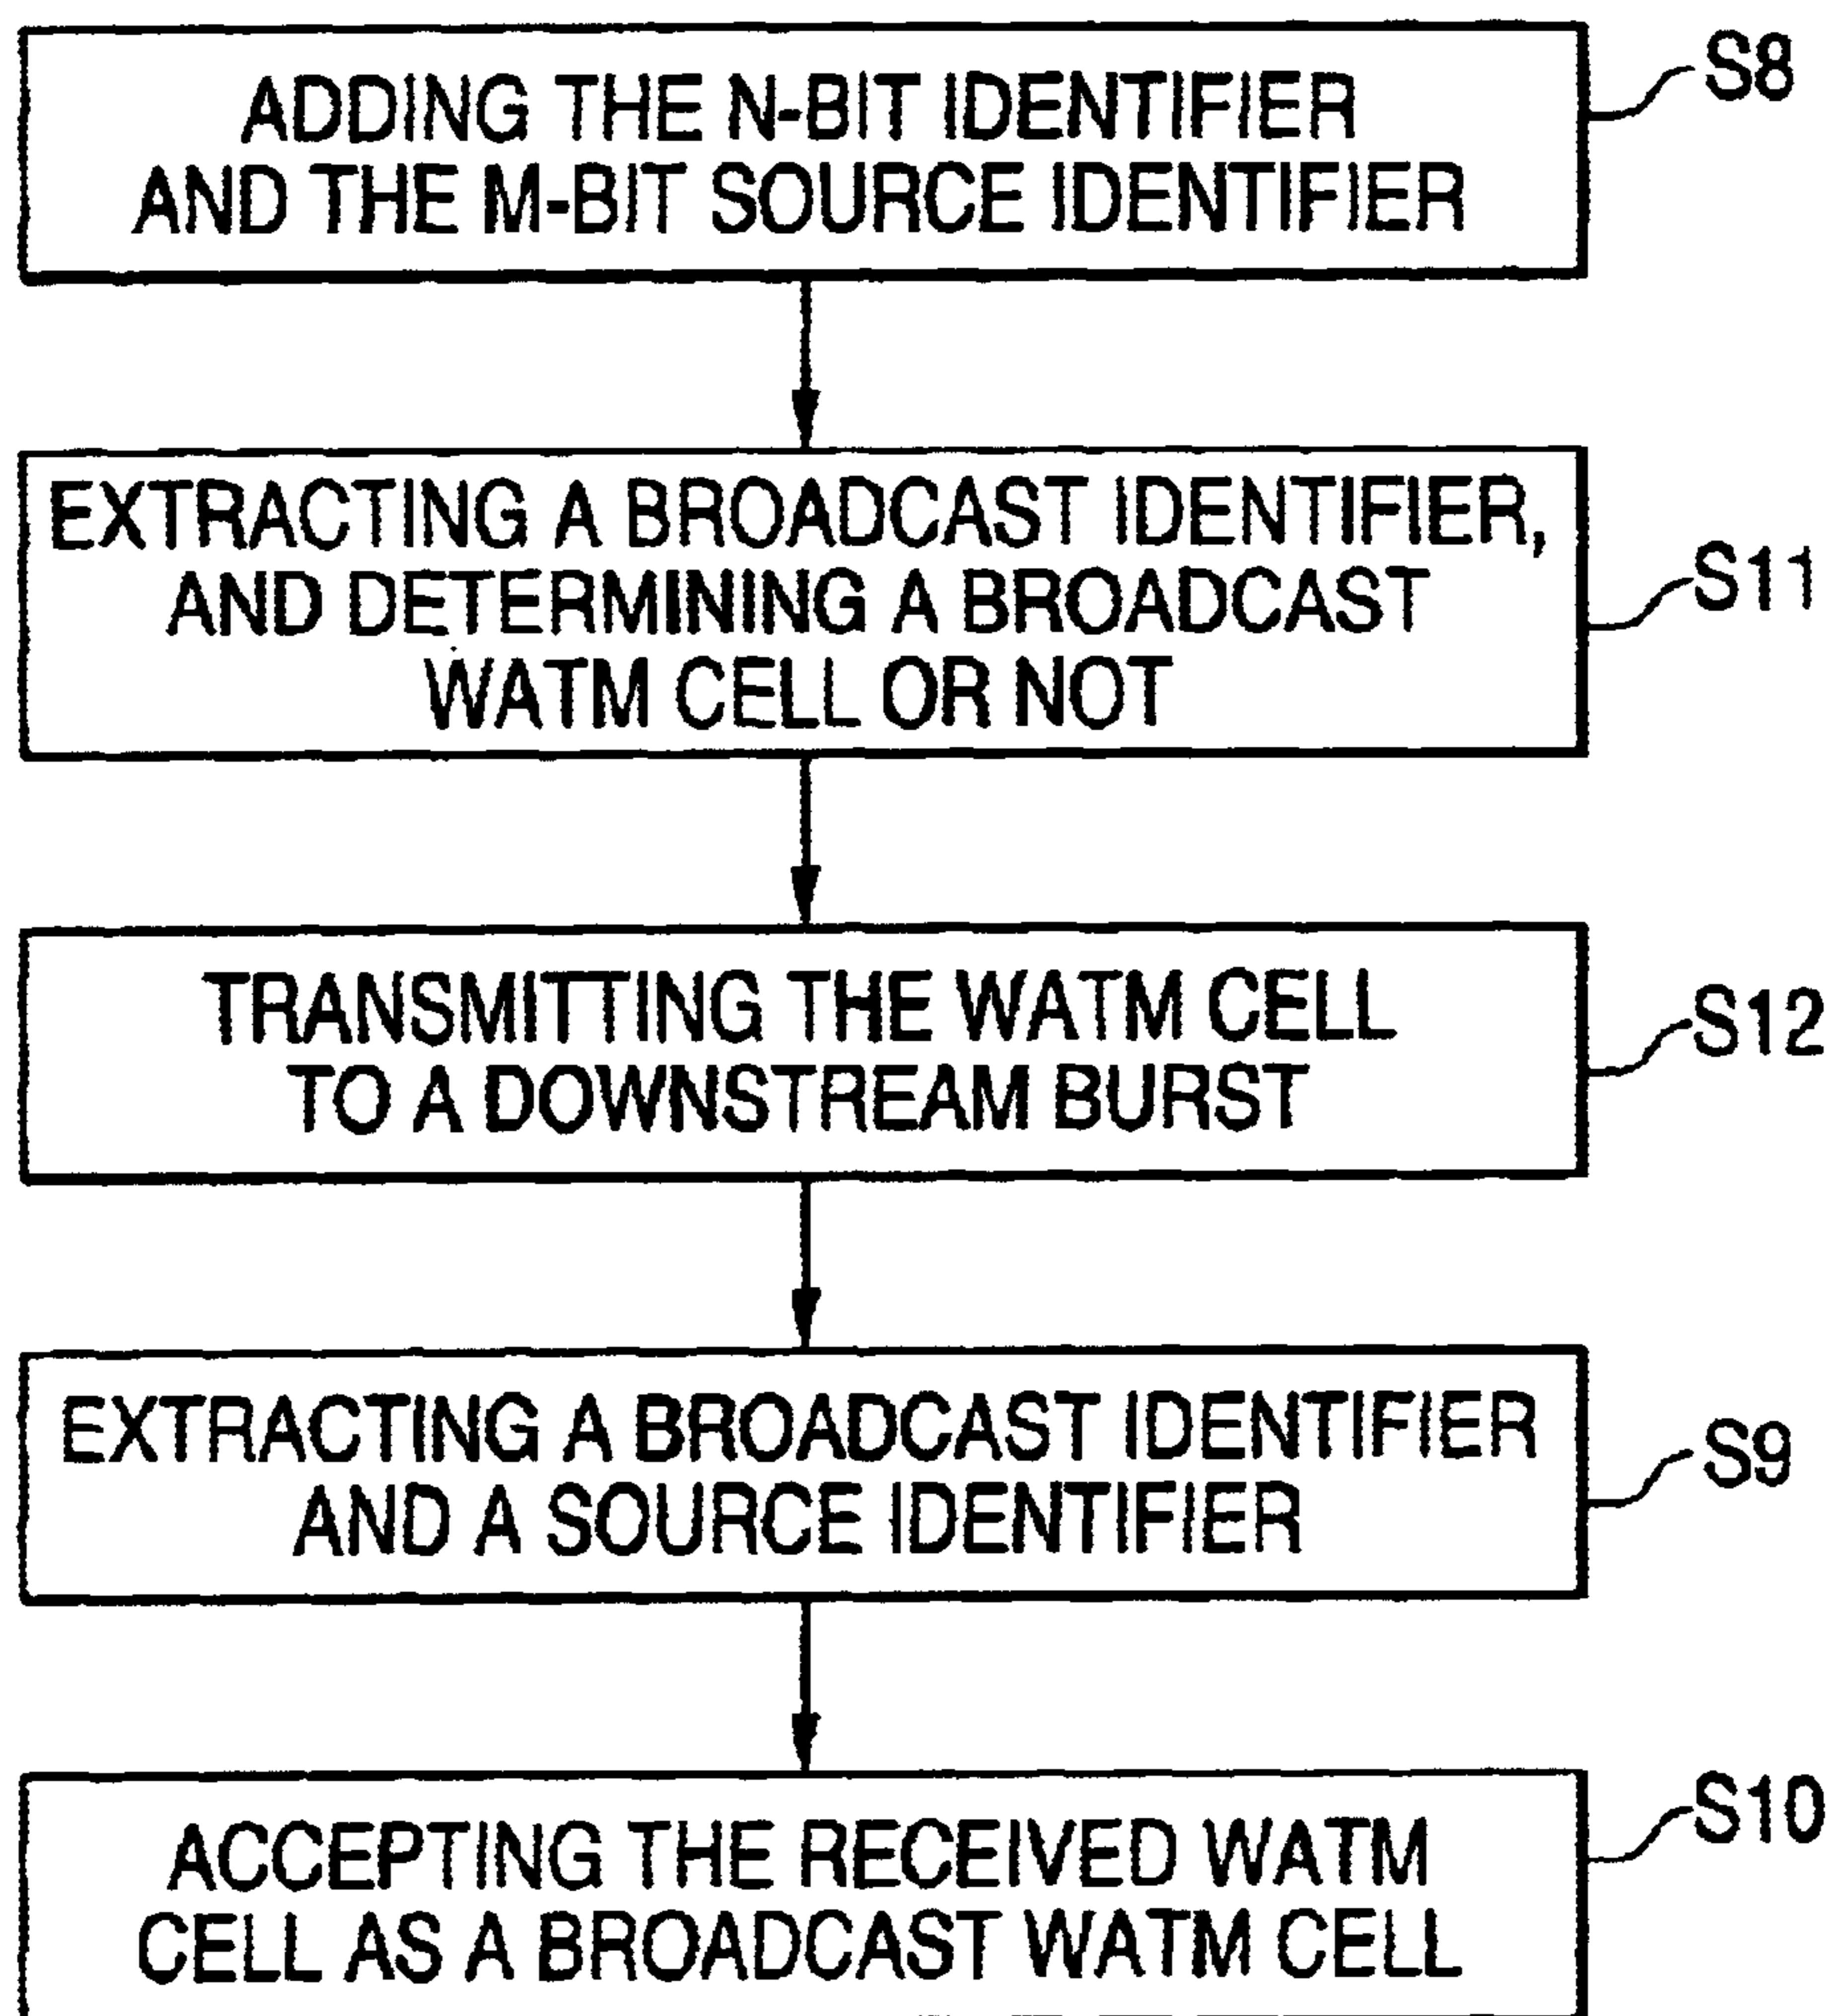 ADDING THE N-BIT IDENTIFIER
AND THE M-BIT SOURCE IDENTIFIER
S8
EXTRACTING A BROADCAST IDENTIFIER,
AND DETERMINING A BROADCAST
WATM CELL OR NOT
S11
TRANSMITTING THE WATM CELL
TO A DOWNSTREAM BURST
S12
EXTRACTING A BROADCAST IDENTIFIER
AND A SOURCE IDENTIFIER
S9
ACCEPTING THE RECEIVED WATM
CELL AS A BROADCAST WATM CELL
S10